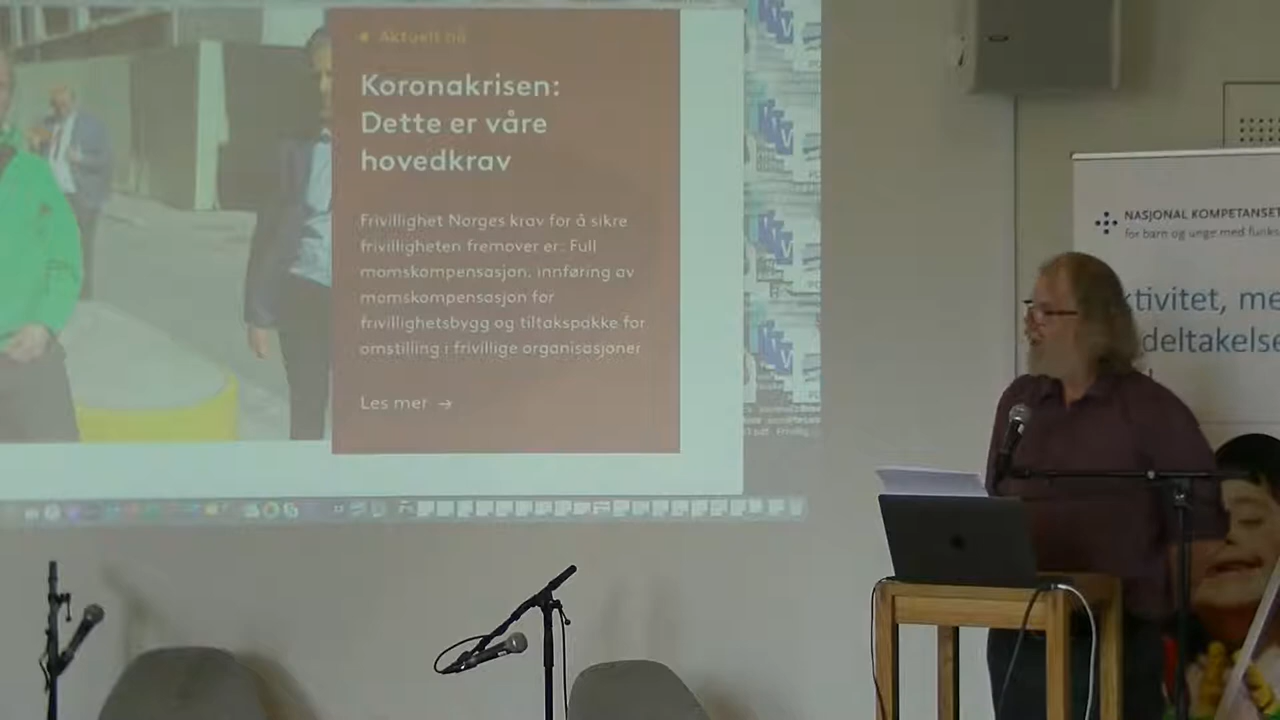 Aktuelt nå
Koronakrisen:
Dette er våre
hovedkrav
Frivillighet Norges krav for å sikre
frivilligheten fremover er: Full
momskompensasjon, innføring av
momskompensasjon for
frivillighetsbygg og tiltakspakke for
omstilling i frivillige organisasjoner
Les mer →
NASJONAL KOMPETANSET
for barn og unge med funks
ktivitet, me
deltakelse